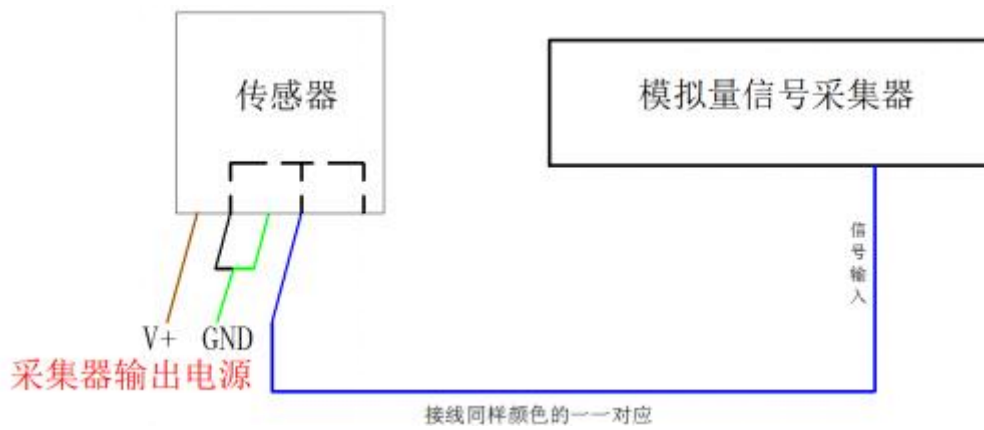 传感器
模拟量信号采集器
信号输入
V+ GND
采集器输出电源
接线同样颜色的一一对应